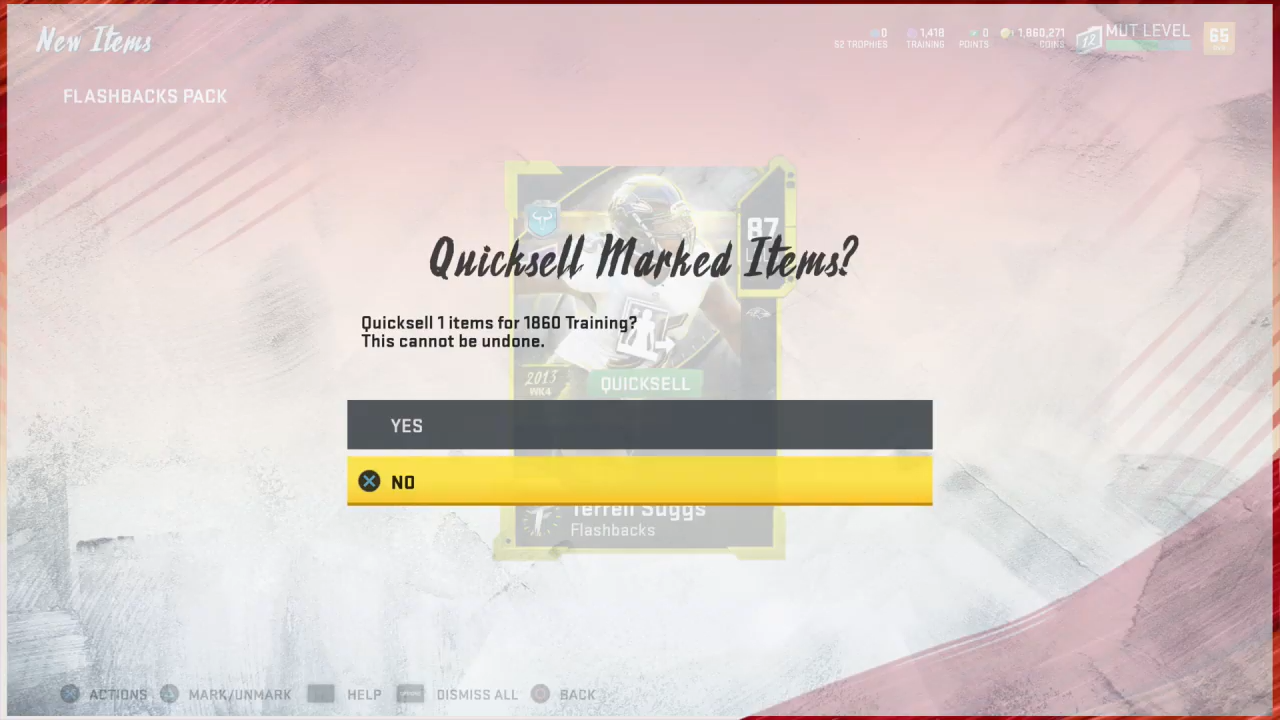 New Items
0
52 TROPHIES
1,418
TRAINING
0
POINTS
1,860,271
COINS
12
MUT LEVEL
65
FLASHBACKS PACK
87
Quicksell Marked Items?
Quicksell 1 items for 1860 Training?
This cannot be undone.
2013
WK4
QUICKSELL
YES
NO
Terrell Suggs
Flashbacks
ACTIONS
MARK/UNMARK
HELP
DISMISS ALL
BACK